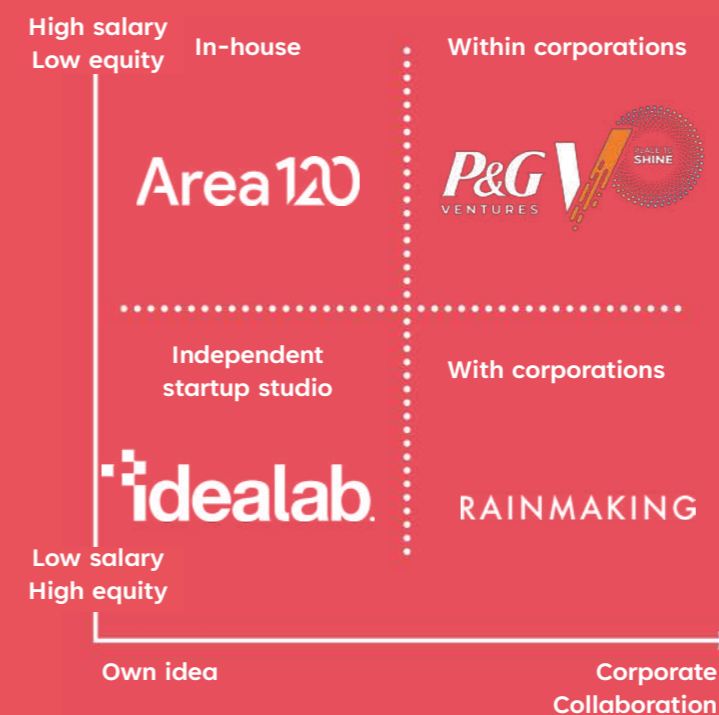 High salary
Low equity
In-house
Within corporations
Area 120
P&G
VENTURES
V
PLACE TO
SHINE
Independent
startup studio
With corporations
idealab.
RAINMAKING
Low salary
High equity
Own idea
Corporate
Collaboration